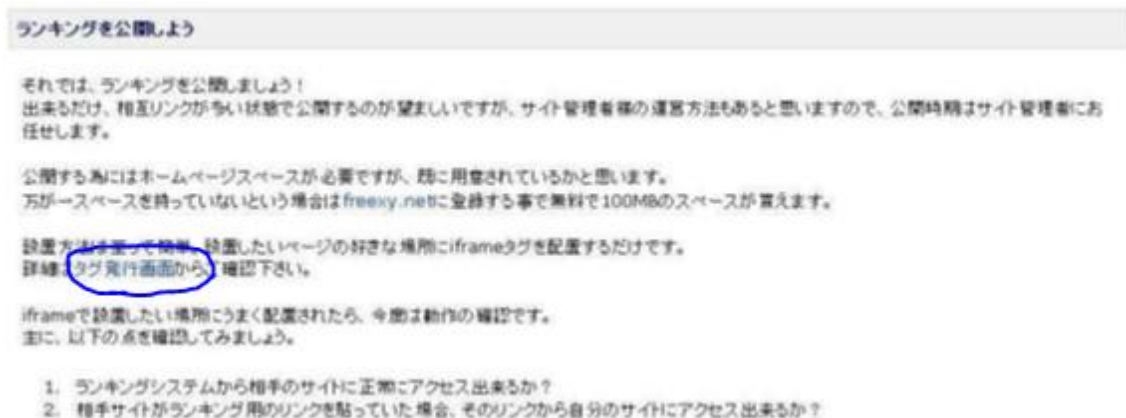 ランキングを公開しよう
それでは、ランキングを公開しましょう！
出来るだけ、相互リンクが多い状態で公開するのが望ましいですが、サイト管理者様の運営方法もあると思いますので、公開時期はサイト管理者にお
任せします。
公開する為にはホームページスペースが必要ですが、既に用意されているかと思います。
万が一スペースを持っていないという場合はfreexy.netに登録する事で無料で100MBのスペースが貰えます。
設置方法は至って簡単。設置したいページの好きな場所にiframeタグを配置するだけです。
詳細はタグ発行画面からご確認下さい。
iframeで設置したい場所にうまく配置されたら、今度は動作の確認です。
主に、以下の点を確認してみましょう。
1. ランキングシステムから相手のサイトに正常にアクセス出来るか？
2. 相手サイトがランキング用のリンクを貼っていた場合、そのリンクから自分のサイトにアクセス出来るか？